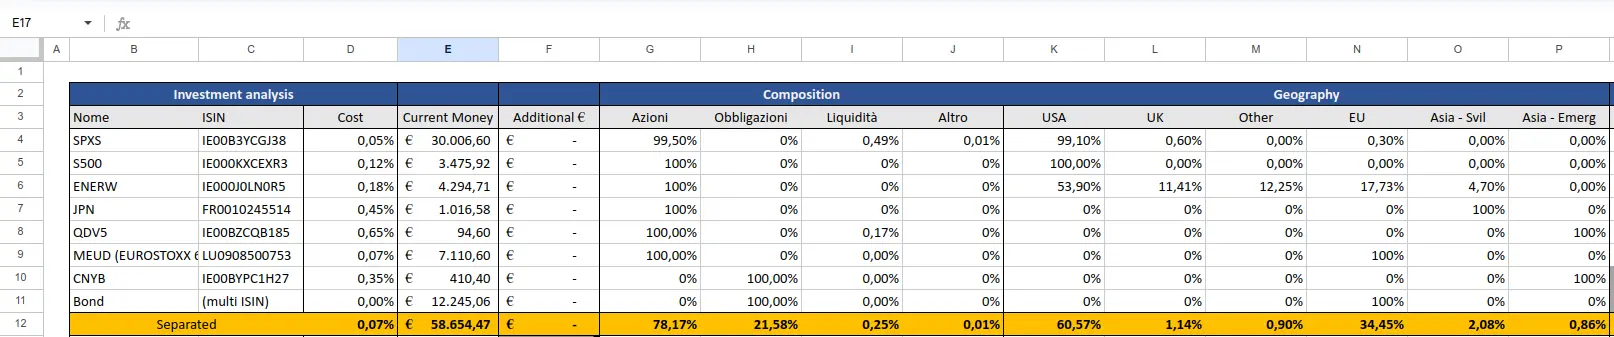 E17 fx
A B C D E F G H I J K L M N O P
1
2 Investment analysis Composition Geography
3 Nome ISIN Cost Current Money Additional € Azioni Obbligazioni Liquidità Altro USA UK Other EU Asia - Svil Asia - Emerg
4 SPXS IE00B3YCGJ38 0,05% € 30.006,60 € - 99,50% 0% 0,49% 0,01% 99,10% 0,60% 0,00% 0,30% 0,00% 0,00%
5 S500 IE000KXCEXR3 0,12% € 3.475,92 € - 100% 0% 0% 0% 100,00% 0,00% 0,00% 0,00% 0,00% 0,00%
6 ENERW IE000J0LN0R5 0,18% € 4.294,71 € - 100% 0% 0% 0% 53,90% 11,41% 12,25% 17,73% 4,70% 0,00%
7 JPN FR0010245514 0,45% € 1.016,58 € - 100% 0% 0% 0% 0% 0% 0% 0% 100% 0%
8 QDV5 IE00BZCQB185 0,65% € 94,60 € - 100,00% 0% 0,17% 0% 0% 0% 0% 0% 0% 100%
9 MEUD (EUROSTOXX 6 LU0908500753 0,07% € 7.110,60 € - 100,00% 0% 0,00% 0% 0% 0% 0% 100% 0% 0%
10 CNYB IE00BYPC1H27 0,35% € 410,40 € - 0% 100,00% 0,00% 0% 0% 0% 0% 0% 0% 100%
11 Bond (multi ISIN) 0,00% € 12.245,06 € - 0% 100,00% 0,00% 0% 0% 0% 0% 100% 0% 0%
12 Separated 0,07% € 58.654,47 € - 78,17% 21,58% 0,25% 0,01% 60,57% 1,14% 0,90% 34,45% 2,08% 0,86%